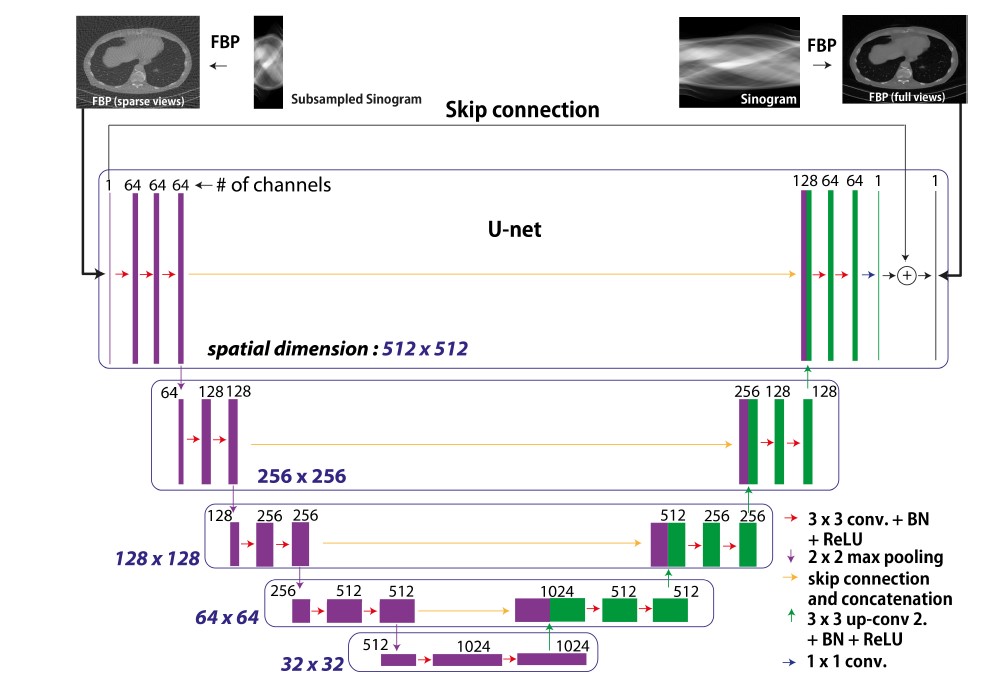 FBP
FBP
FBP (sparse views)
Subsampled Sinogram
Sinogram
FBP (full views)
Skip connection
1 64 64 64 ← # of channels
128 64 64 1 1
U-net
+
spatial dimension : 512 x 512
64 128 128
256 128 128
256 x 256
128 256 256
512 256 256
128 x 128
256 512 512
1024 512 512
64 x 64
512 1024 1024
32 x 32
3 x 3 conv. + BN
+ ReLU
2 x 2 max pooling
skip connection
and concatenation
3 x 3 up-conv 2.
+ BN + ReLU
1 x 1 conv.